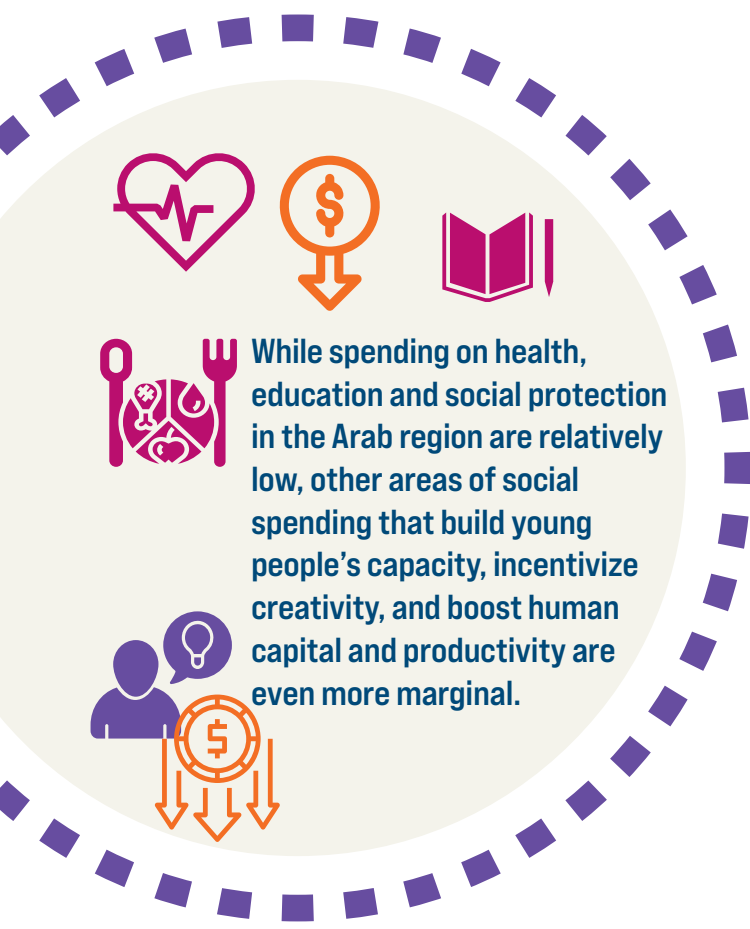 $
While spending on health,
education and social protection
in the Arab region are relatively
low, other areas of social
spending that build young
people’s capacity, incentivize
creativity, and boost human
capital and productivity are
even more marginal.
$